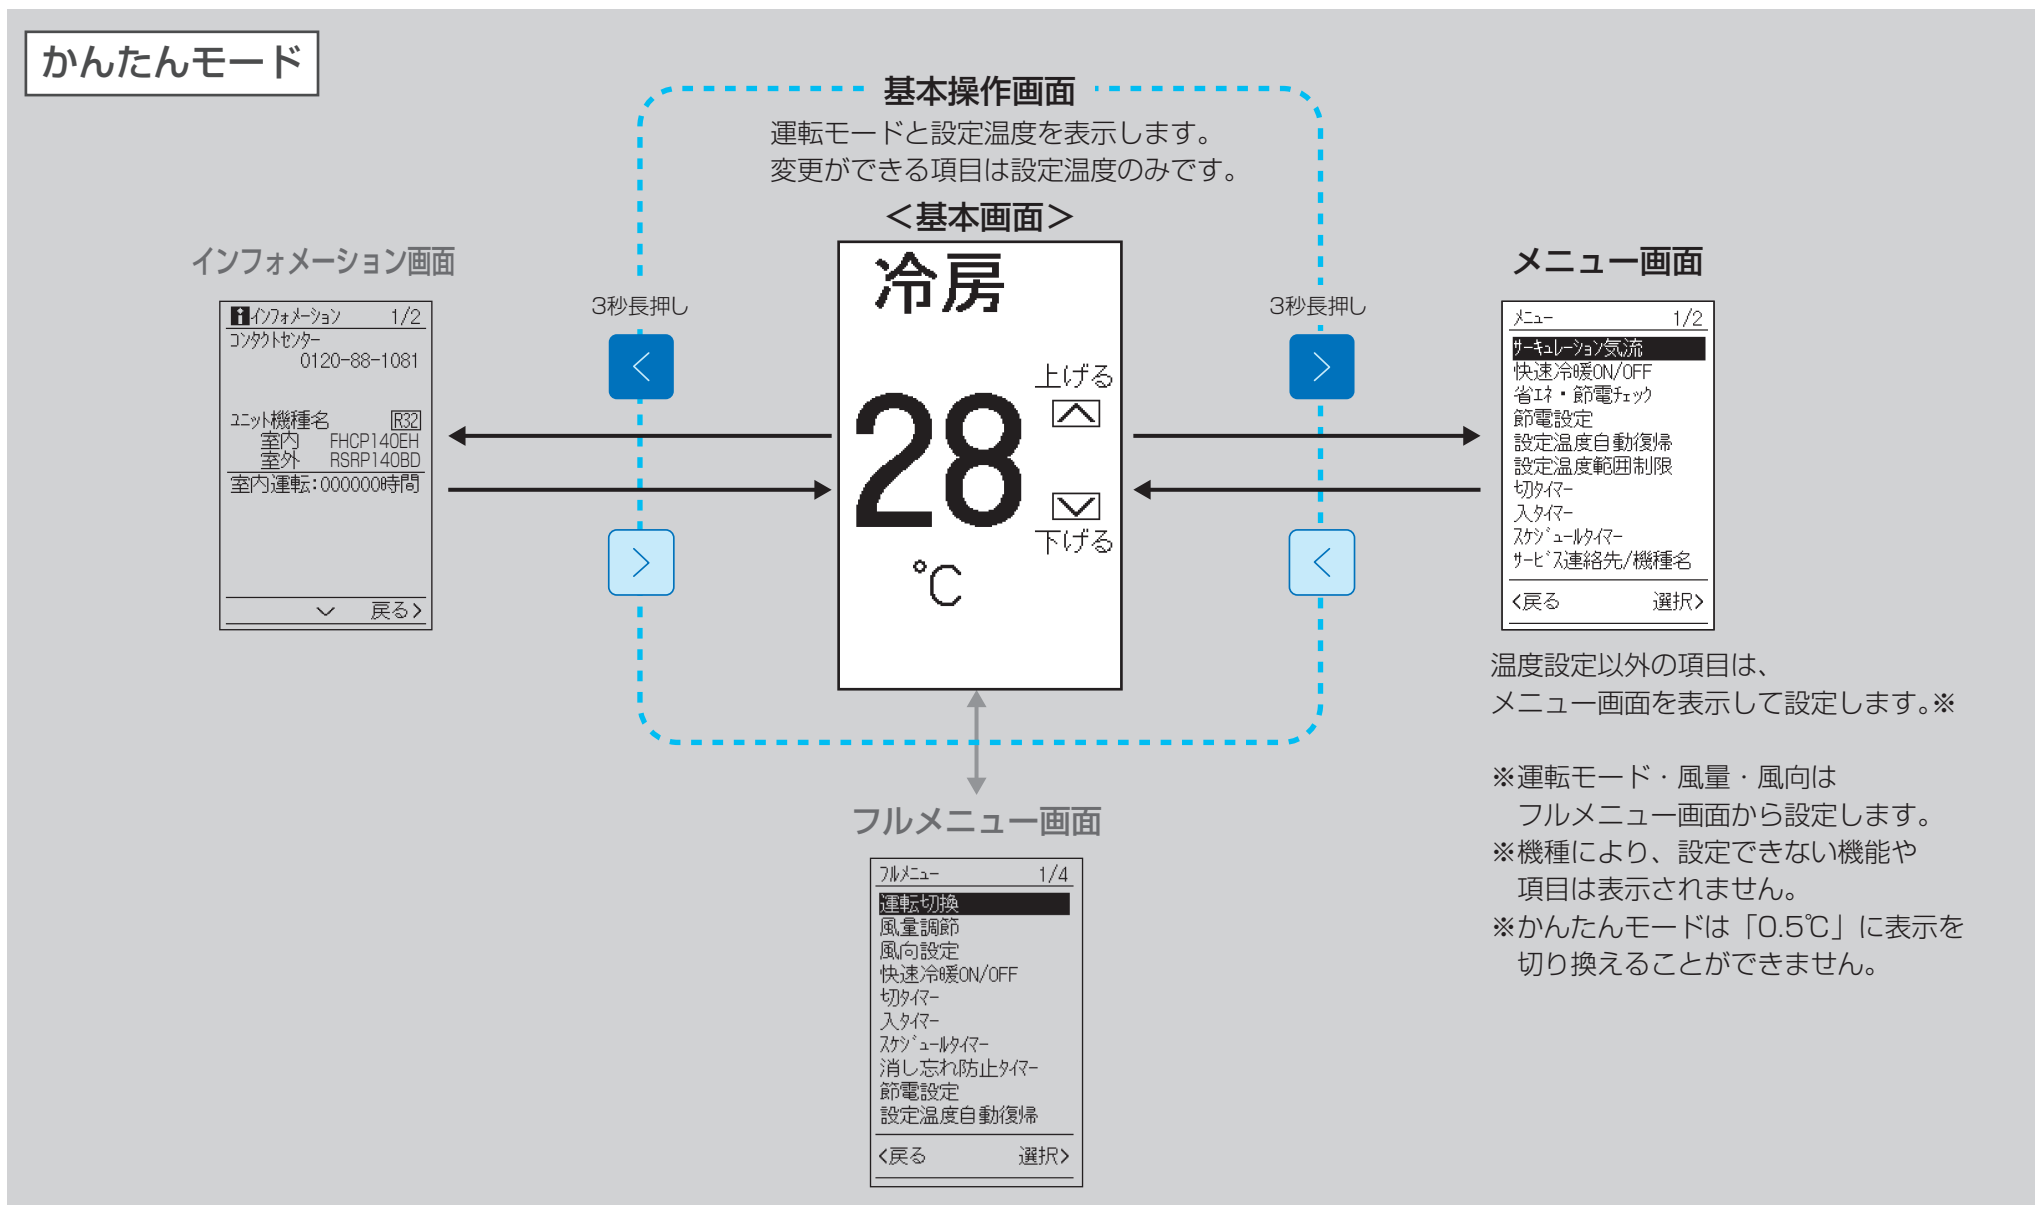 かんたんモード
基本操作画面
運転モードと設定温度を表示します。
変更ができる項目は設定温度のみです。
＜基本画面＞
冷房
28
℃
上げる
下げる
インフォメーション画面
iインフォメーション 1/2
コンタクトセンター
0120-88-1081
ユニット機種名 R32
室内 FHCP140EH
室外 RSRP140BD
室内運転:000000時間
戻る>
3秒長押し
<
>
3秒長押し
>
<
メニュー画面
メニュー 1/2
サーキュレーション気流
快速冷暖ON/OFF
省エネ・節電チェック
節電設定
設定温度自動復帰
設定温度範囲制限
切タイマー
入タイマー
スケジュールタイマー
サービス連絡先/機種名
<戻る 選択>
温度設定以外の項目は、
メニュー画面を表示して設定します。※
※運転モード・風量・風向は
フルメニュー画面から設定します。
※機種により、設定できない機能や
項目は表示されません。
※かんたんモードは「0.5℃」に表示を
切り換えることができません。
フルメニュー画面
フルメニュー 1/4
運転切換
風量調節
風向設定
快速冷暖ON/OFF
切タイマー
入タイマー
スケジュールタイマー
消し忘れ防止タイマー
節電設定
設定温度自動復帰
<戻る 選択>